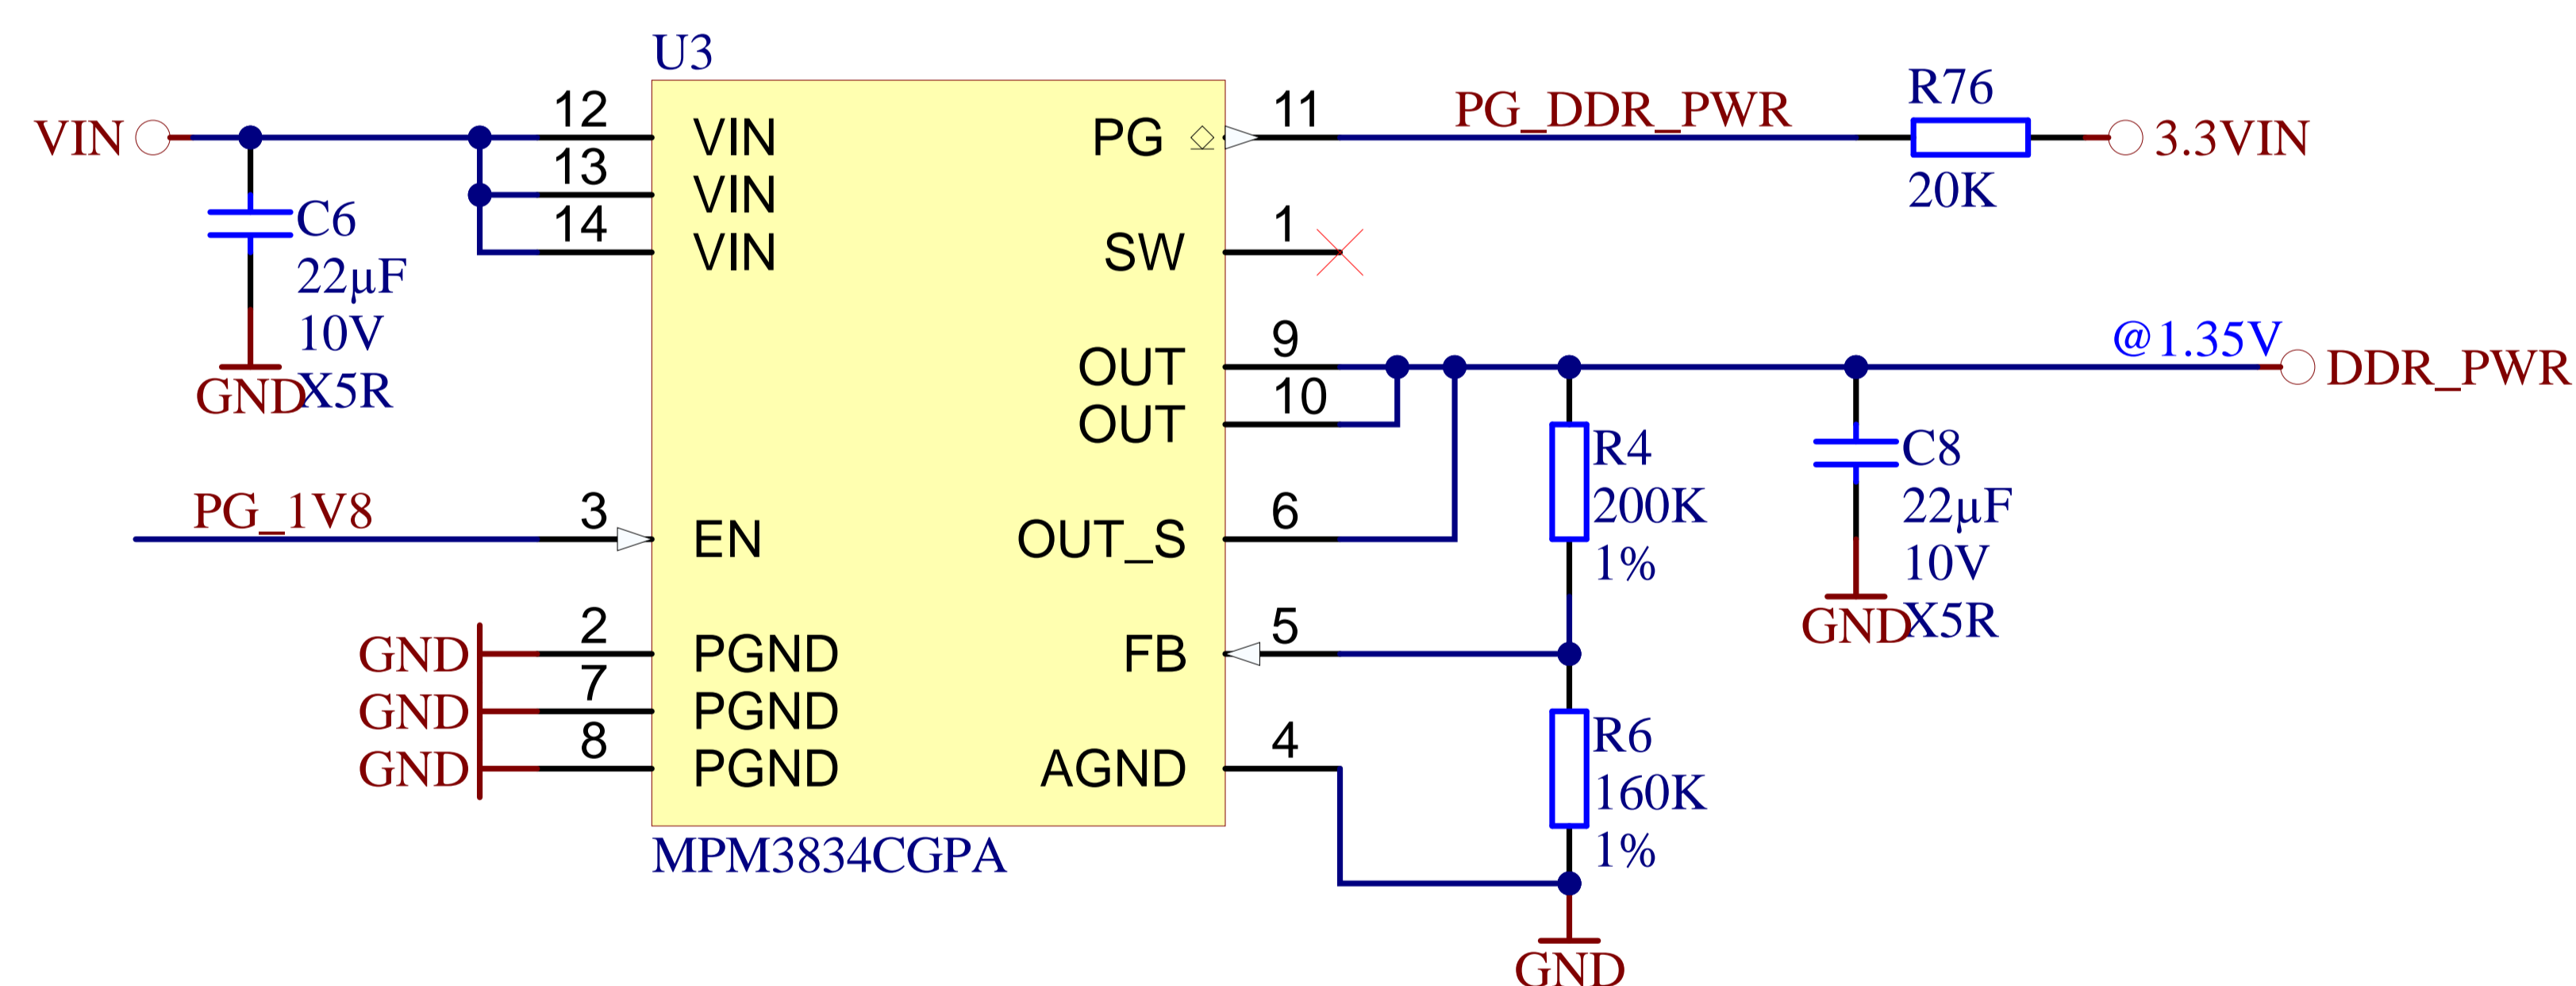 U3
VIN
12
VIN
13
VIN
14
VIN
C6
22µF
10V
X5R
GND
PG_1V8
3
EN
GND
2
PGND
GND
7
PGND
GND
8
PGND
MPM3834CGPA
PG
11
PG_DDR_PWR
R76
20K
3.3VIN
SW
1
OUT
9
@1.35V
DDR_PWR
OUT
10
OUT_S
6
R4
200K
1%
C8
22µF
10V
X5R
GND
FB
5
AGND
4
R6
160K
1%
GND